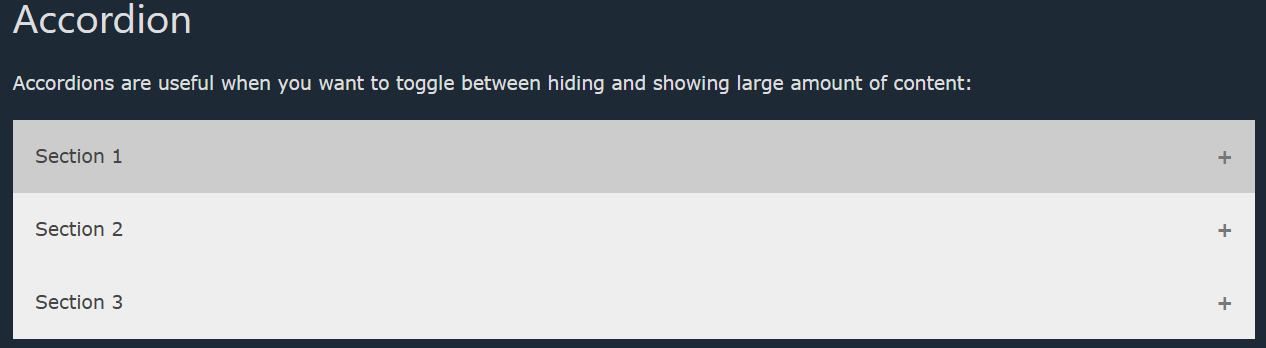 Accordion
Accordions are useful when you want to toggle between hiding and showing large amount of content:
Section 1 +
Section 2 +
Section 3 +